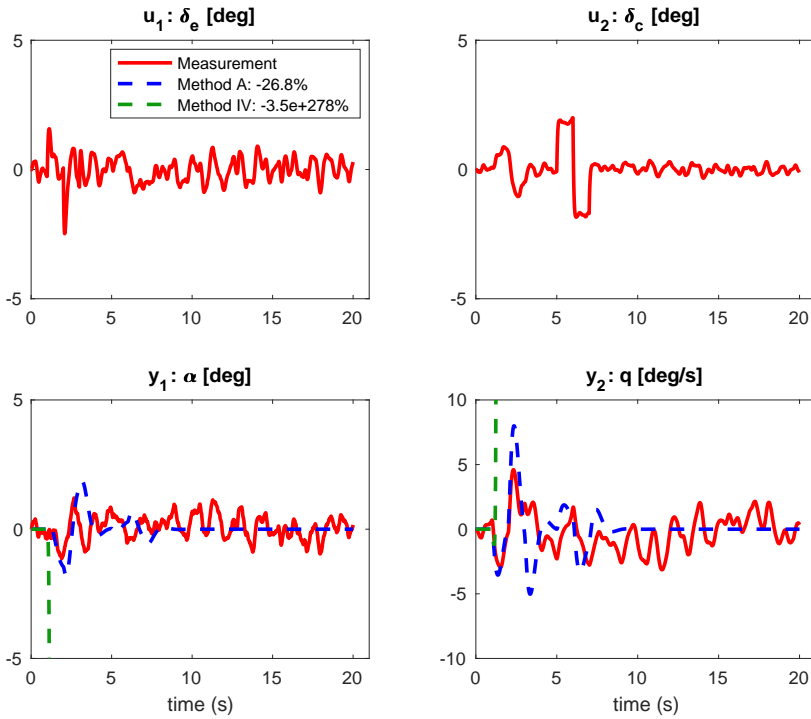 u1: δe [deg]
5
0
-5
0 5 10 15 20
Measurement
Method A: -26.8%
Method IV: -3.5e+278%
u2: δc [deg]
5
0
-5
0 5 10 15 20
y1: α [deg]
5
0
-5
0 5 10 15 20
time (s)
y2: q [deg/s]
10
5
0
-5
-10
0 5 10 15 20
time (s)